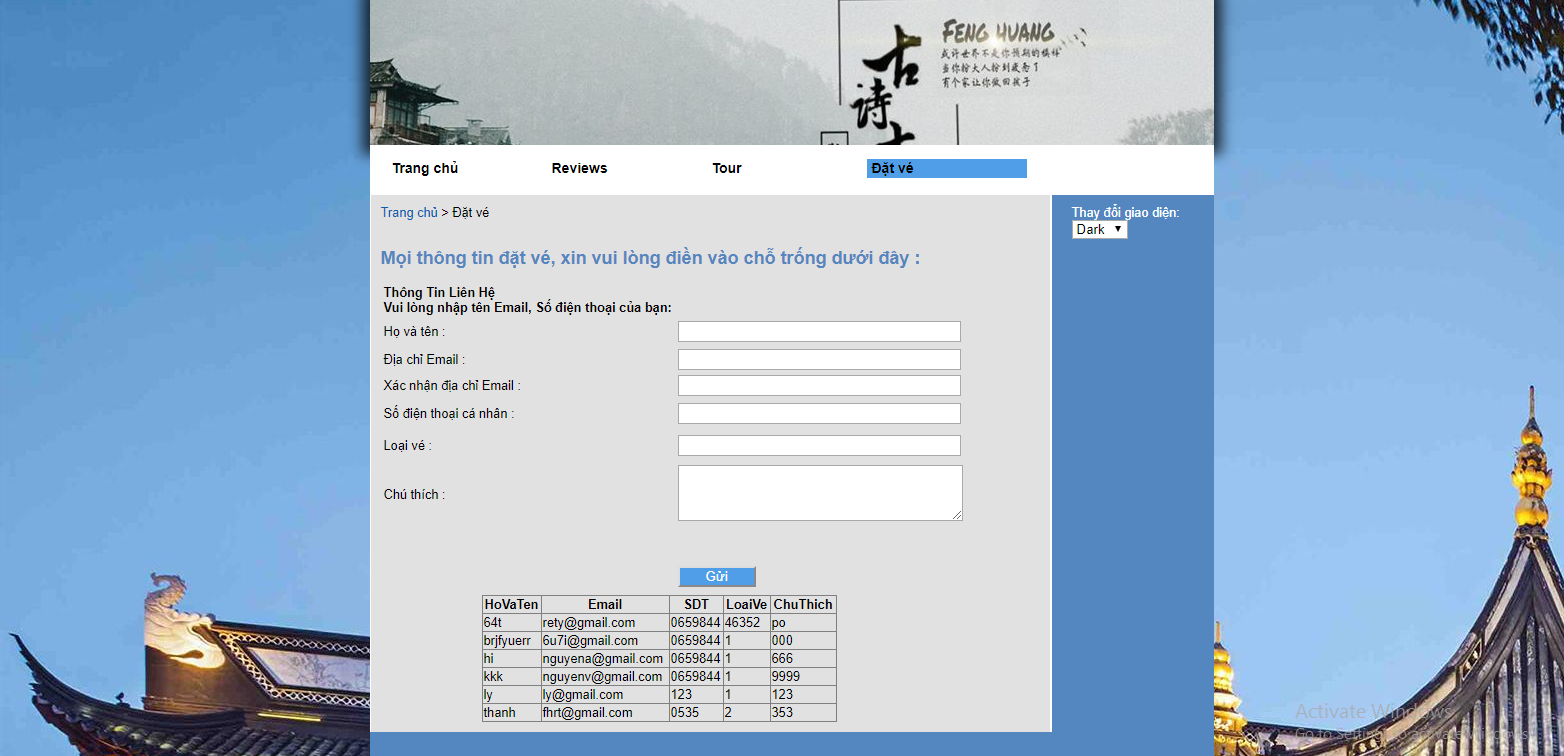 FENG HUANG
或许世界不是你预期的模样
当你扮大人扮到疲惫了
有个家让你做回孩子
古
诗
Trang chủ Reviews Tour Đặt vé
Trang chủ > Đặt vé
Thay đổi giao diện:
Dark
Mọi thông tin đặt vé, xin vui lòng điền vào chỗ trống dưới đây :
Thông Tin Liên Hệ
Vui lòng nhập tên Email, Số điện thoại của bạn:
Họ và tên :
Địa chỉ Email :
Xác nhận địa chỉ Email :
Số điện thoại cá nhân :
Loại vé :
Chú thích :
Gửi
HoVaTen Email SDT LoaiVe ChuThich
64t rety@gmail.com 0659844 46352 po
brjfyuerr 6u7i@gmail.com 0659844 1 000
hi nguyena@gmail.com 0659844 1 666
kkk nguyenv@gmail.com 0659844 1 9999
ly ly@gmail.com 123 1 123
thanh fhrt@gmail.com 0535 2 353
Activate Windows
Go to Settings to activate Windows.